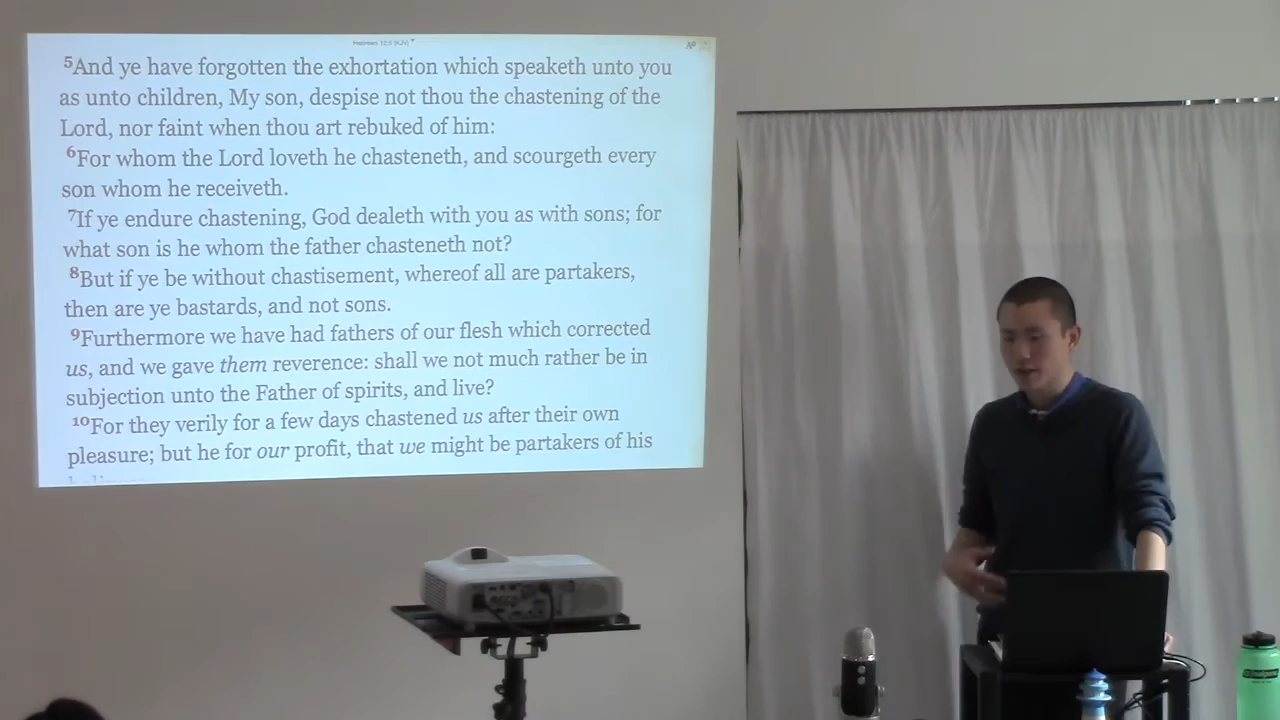 Hebrews 12:5 (KJV)
5And ye have forgotten the exhortation which speaketh unto you
as unto children, My son, despise not thou the chastening of the
Lord, nor faint when thou art rebuked of him:
6For whom the Lord loveth he chasteneth, and scourgeth every
son whom he receiveth.
7If ye endure chastening, God dealeth with you as with sons; for
what son is he whom the father chasteneth not?
8But if ye be without chastisement, whereof all are partakers,
then are ye bastards, and not sons.
9Furthermore we have had fathers of our flesh which corrected
us, and we gave them reverence: shall we not much rather be in
subjection unto the Father of spirits, and live?
10For they verily for a few days chastened us after their own
pleasure; but he for our profit, that we might be partakers of his